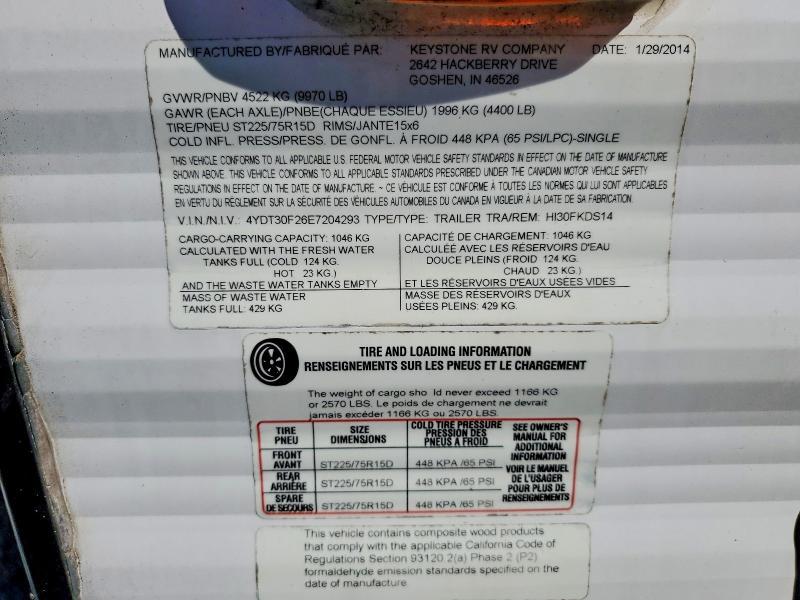 MANUFACTURED BY/FABRIQUÉ PAR: KEYSTONE RV COMPANY DATE: 1/29/2014
2642 HACKBERRY DRIVE
GOSHEN, IN 46526
GVWR/PNBV 4522 KG (9970 LB)
GAWR (EACH AXLE)/PNBE(CHAQUE ESSIEU) 1996 KG (4400 LB)
TIRE/PNEU ST225/75R15D RIMS/JANTE15x6
COLD INFL. PRESS/PRESS. DE GONFL. À FROID 448 KPA (65 PSI/LPC)-SINGLE
THIS VEHICLE CONFORMS TO ALL APPLICABLE U.S. FEDERAL MOTOR VEHICLE SAFETY STANDARDS IN EFFECT ON THE DATE OF MANUFACTURE
SHOWN ABOVE. THIS VEHICLE CONFORMS TO ALL APPLICABLE STANDARDS PRESCRIBED UNDER THE CANADIAN MOTOR VEHICLE SAFETY
REGULATIONS IN EFFECT ON THE DATE OF MANUFACTURE. ~ CE VÉHICULE EST CONFORME À TOUTES LES NORMES QUI LUI SONT APPLICABLES
EN VERTU DU RÈGLEMENT SUR LA SÉCURITÉ DES VÉHICULES AUTOMOBILES DU CANADA EN VIGUEUR À LA DATE DE SA FABRICATION.
V.I.N./N.I.V.: 4YDT30F26E7204293 TYPE/TYPE: TRAILER TRA/REM: HI30FKDS14
CARGO-CARRYING CAPACITY: 1046 KG
CALCULATED WITH THE FRESH WATER
TANKS FULL (COLD 124 KG.
HOT 23 KG.)
AND THE WASTE WATER TANKS EMPTY
MASS OF WASTE WATER
TANKS FULL: 429 KG
CAPACITÉ DE CHARGEMENT: 1046 KG
CALCULÉE AVEC LES RÉSERVOIRS D'EAU
DOUCE PLEINS (FROID 124 KG.
CHAUD 23 KG.)
ET LES RÉSERVOIRS D'EAUX USÉES VIDES
MASSE DES RÉSERVOIRS D'EAUX
USÉES PLEINS: 429 KG
TIRE AND LOADING INFORMATION
RENSEIGNEMENTS SUR LES PNEUS ET LE CHARGEMENT
The weight of cargo sho ld never exceed 1166 KG
or 2570 LBS. Le poids de chargement ne devrait
jamais excéder 1166 KG ou 2570 LBS.
TIRE
PNEU
SIZE
DIMENSIONS
COLD TIRE PRESSURE
PRESSION DES
PNEUS A FROID
SEE OWNER'S
MANUAL FOR
ADDITIONAL
INFORMATION
VOIR LE MANUEL
DE L'USAGER
POUR PLUS DE
RENSEIGNEMENTS
FRONT
AVANT
ST225/75R15D
448 KPA /65 PSI
REAR
ARRIÈRE
ST225/75R15D
448 KPA /65 PSI
SPARE
DE SECOURS
ST225/75R15D
448 KPA /65 PSI
This vehicle contains composite wood products
that comply with the applicable California Code of
Regulations Section 93120.2(a) Phase 2 (P2)
formaldehyde emission standards specified on the
date of manufacture